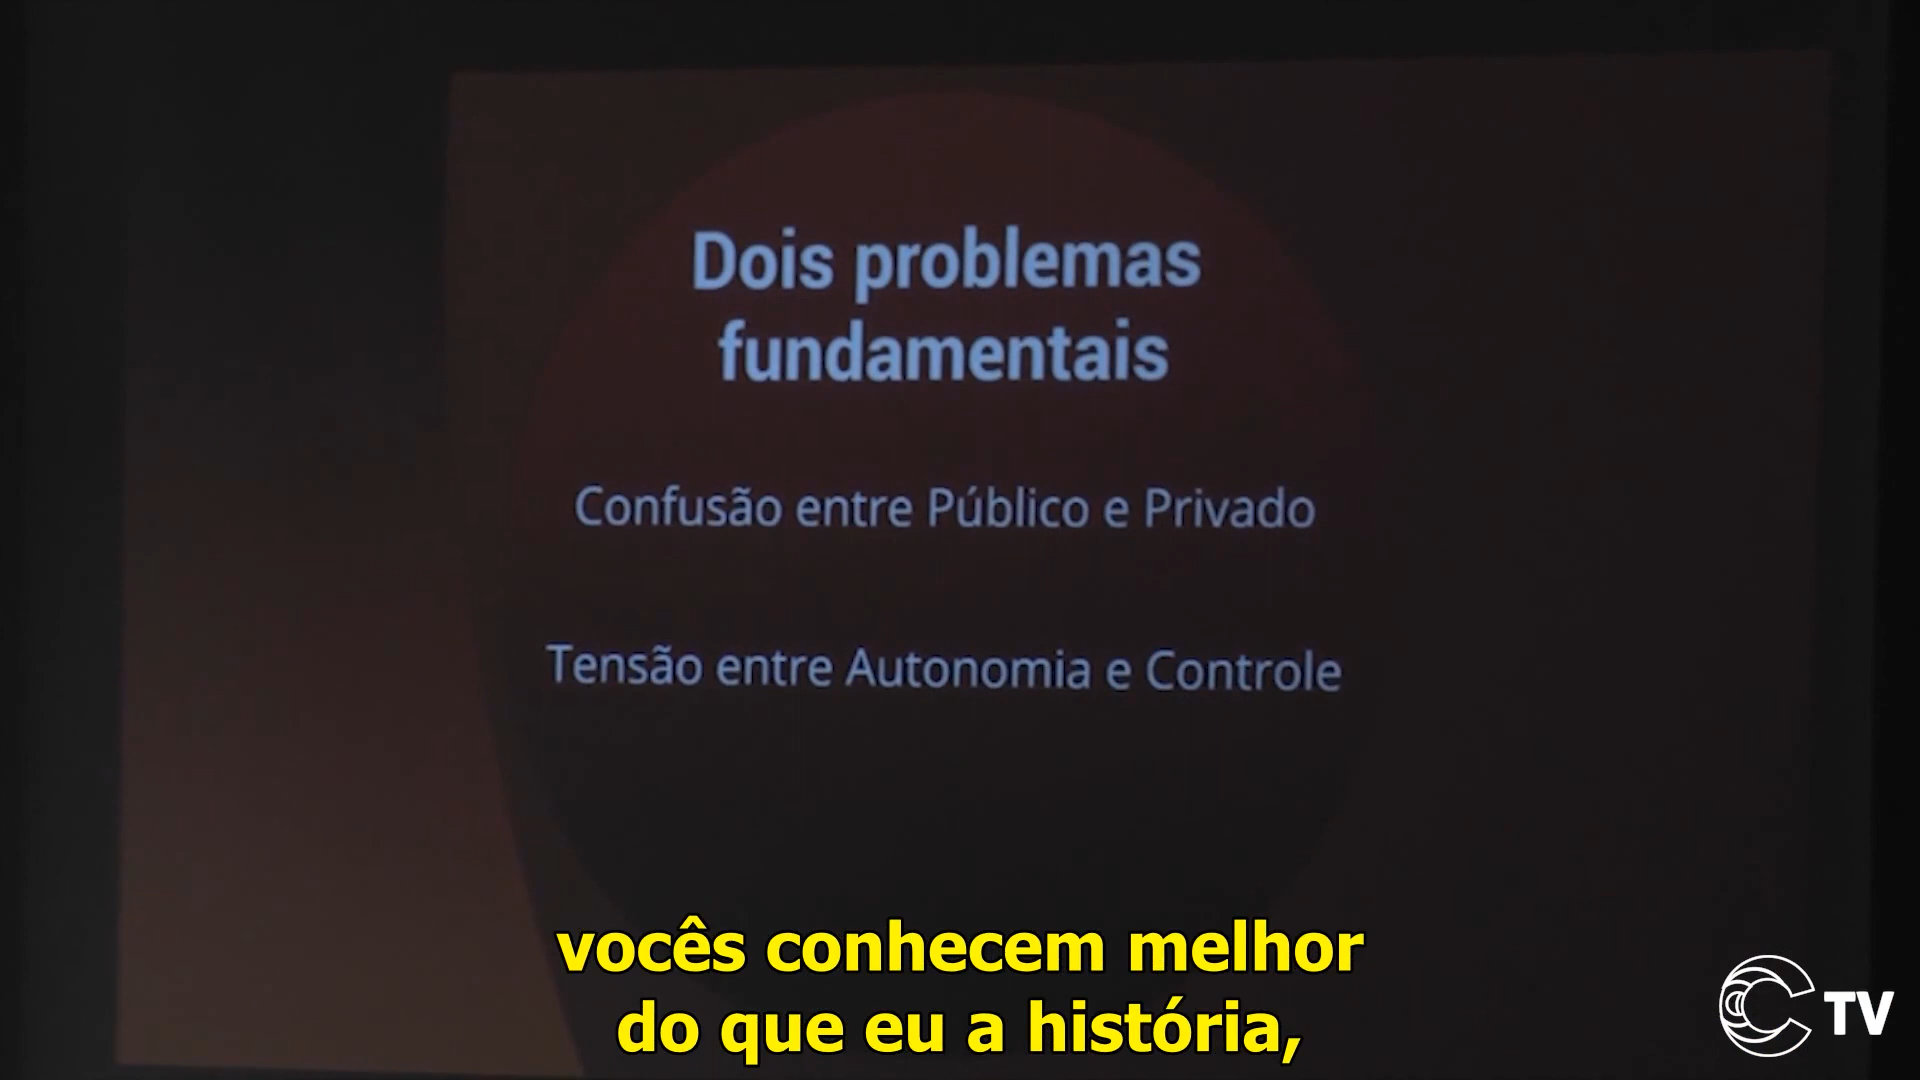 Dois problemas
fundamentais
Confusão entre Público e Privado
Tensão entre Autonomia e Controle
vocês conhecem melhor
do que eu a história,
C TV